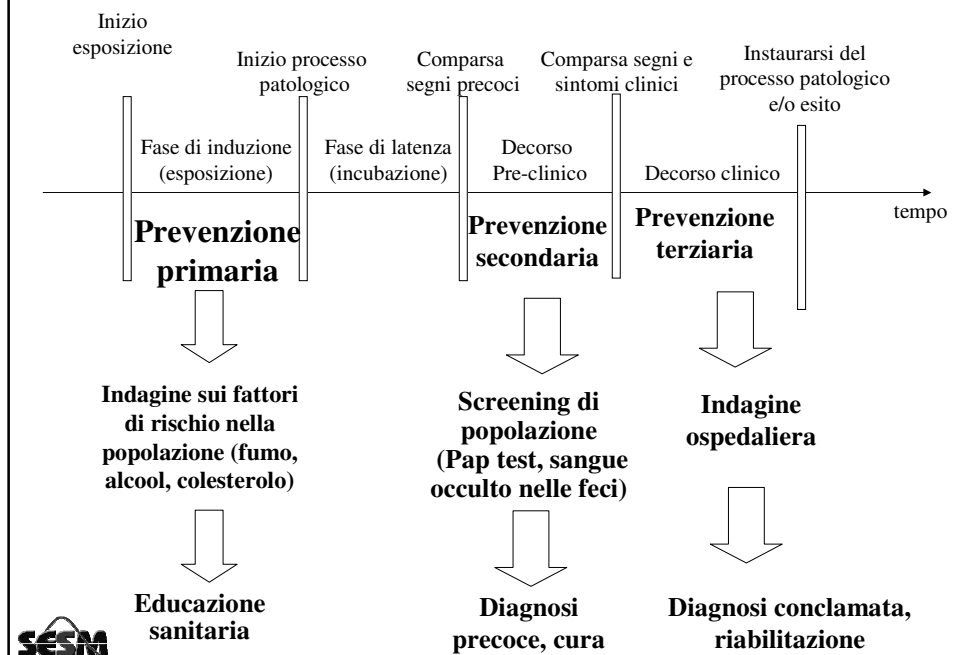 Inizio
esposizione
Inizio processo
patologico
Comparsa
segni precoci
Comparsa segni e
sintomi clinici
Instaurarsi del
processo patologico
e/o esito
Fase di induzione
(esposizione)
Fase di latenza
(incubazione)
Decorso
Pre-clinico
Decorso clinico
tempo
Prevenzione
primaria
Prevenzione
secondaria
Prevenzione
terziaria
Indagine sui fattori
di rischio nella
popolazione (fumo,
alcool, colesterolo)
Screening di
popolazione
(Pap test, sangue
occulto nelle feci)
Indagine
ospedaliera
Educazione
sanitaria
Diagnosi
precoce, cura
Diagnosi conclamata,
riabilitazione
SESM